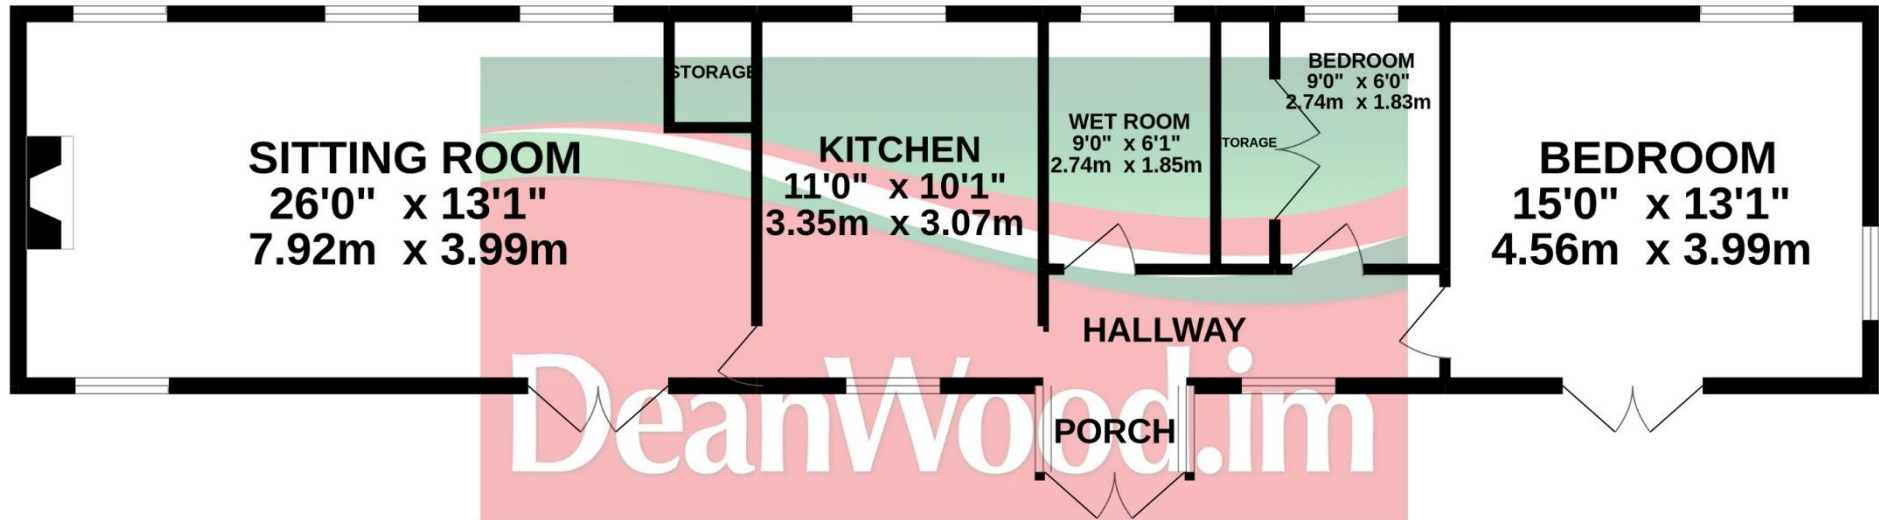 STORAGE
BEDROOM
9'0" x 6'0"
2.74m x 1.83m
SITTING ROOM
26'0" x 13'1"
7.92m x 3.99m
KITCHEN
11'0" x 10'1"
3.35m x 3.07m
WET ROOM
9'0" x 6'1"
2.74m x 1.85m
TORAGE
BEDROOM
15'0" x 13'1"
4.56m x 3.99m
HALLWAY
PORCH
DeanWood.im